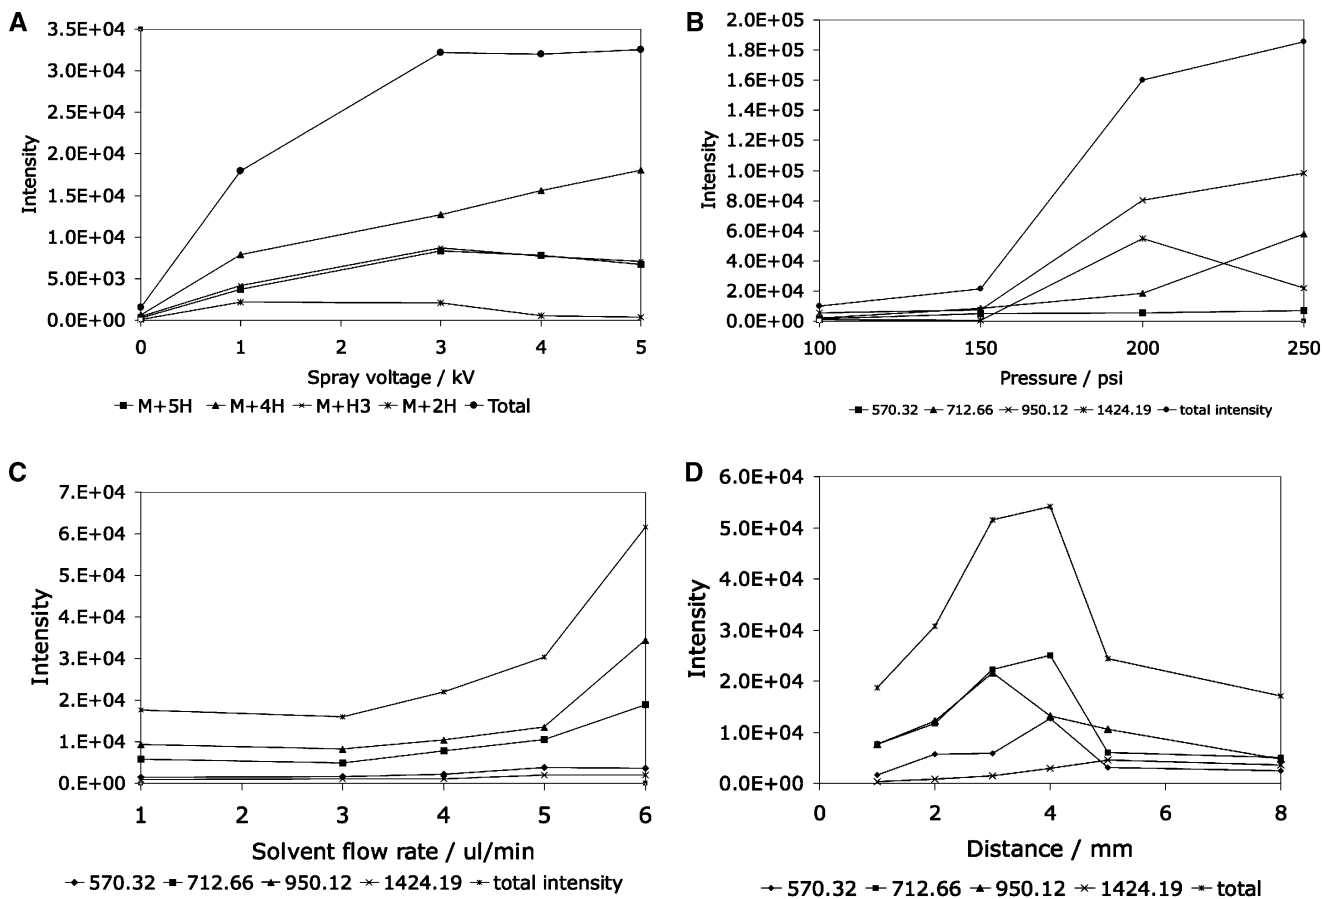 A
3.5E+04
3.0E+04
2.5E+04
2.0E+04
1.5E+04
1.0E+04
5.0E+03
0.0E+00
Intensity
0 1 2 3 4 5
Spray voltage / kV
M+5H M+4H M+H3 M+2H Total
B
2.0E+05
1.8E+05
1.6E+05
1.4E+05
1.2E+05
1.0E+05
8.0E+04
6.0E+04
4.0E+04
2.0E+04
0.0E+00
Intensity
100 150 200 250
Pressure / psi
570.32 712.66 950.12 1424.19 total intensity
C
7.E+04
6.E+04
5.E+04
4.E+04
3.E+04
2.E+04
1.E+04
0.E+00
Intensity
1 2 3 4 5 6
Solvent flow rate / ul/min
570.32 712.66 950.12 1424.19 total intensity
D
6.0E+04
5.0E+04
4.0E+04
3.0E+04
2.0E+04
1.0E+04
0.0E+00
Intensity
0 2 4 6 8
Distance / mm
570.32 712.66 950.12 1424.19 total